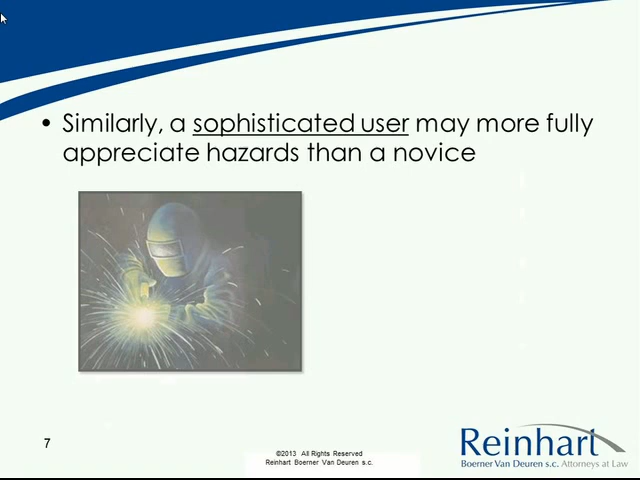 • Similarly, a sophisticated user may more fully
appreciate hazards than a novice
7
©2013 All Rights Reserved
Reinhart Boerner Van Deuren s.c.
Reinhart
Boerner Van Deuren s.c. Attorneys at Law